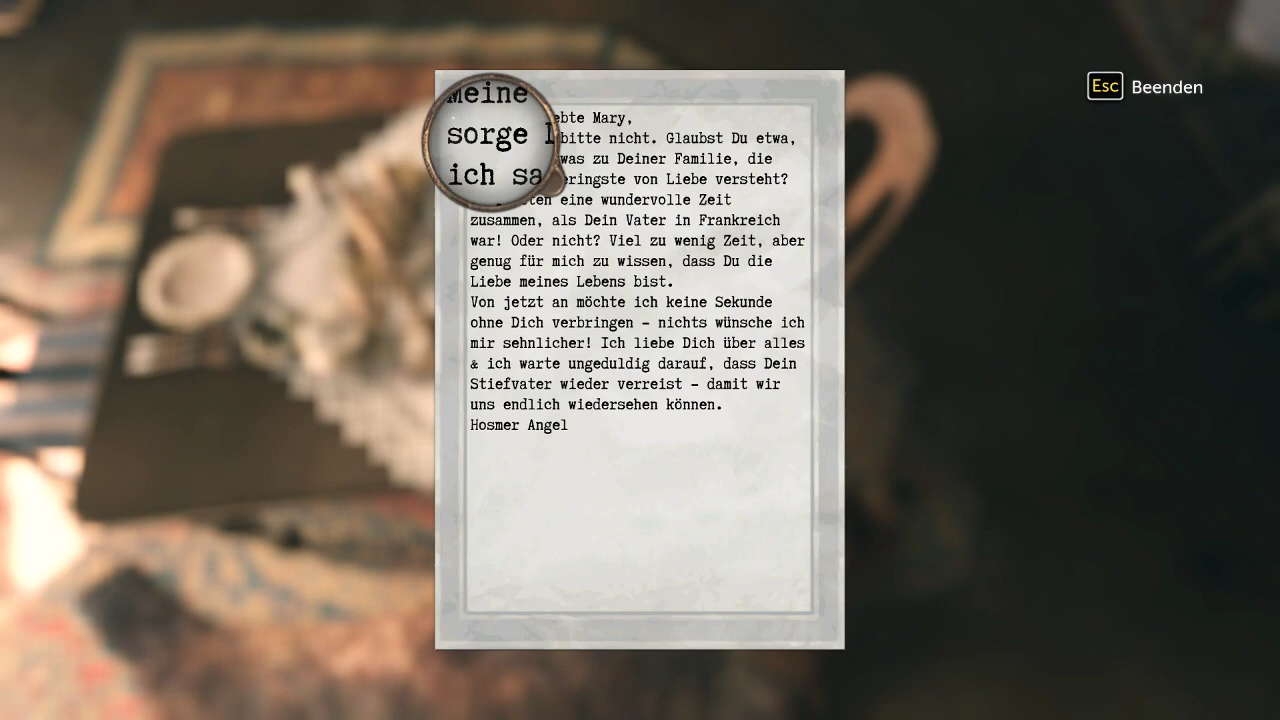 Meine ebte Mary,
sorge bitte nicht. Glaubst Du etwa,
ich sa was zu Deiner Familie, die
eringste von Liebe versteht?
ten eine wundervolle Zeit
zusammen, als Dein Vater in Frankreich
war! Oder nicht? Viel zu wenig Zeit, aber
genug für mich zu wissen, dass Du die
Liebe meines Lebens bist.
Von jetzt an möchte ich keine Sekunde
ohne Dich verbringen – nichts wünsche ich
mir sehnlicher! Ich liebe Dich über alles
& ich warte ungeduldig darauf, dass Dein
Stiefvater wieder verreist – damit wir
uns endlich wiedersehen können.
Hosmer Angel
Esc Beenden